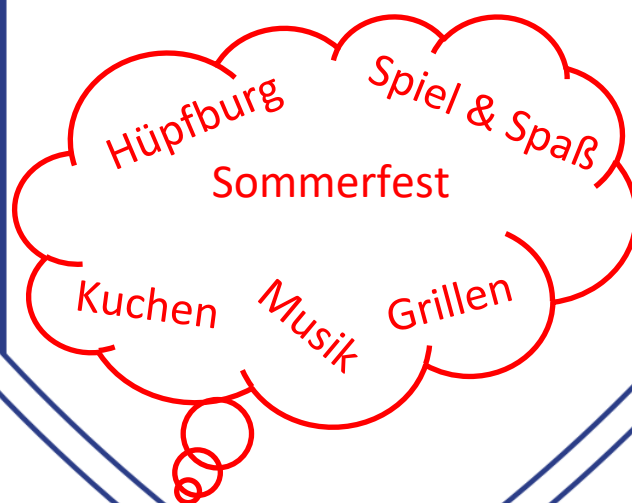 Hüpfburg
Spiel & Spaß
Sommerfest
Kuchen
Musik
Grillen